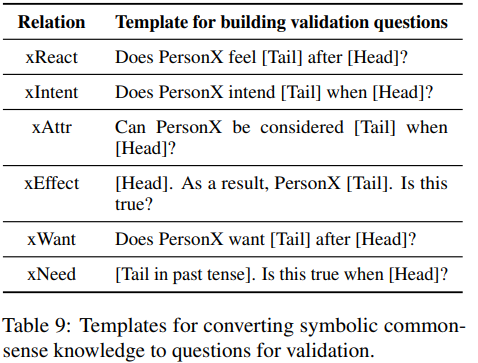 Relation Template for building validation questions
xReact Does PersonX feel [Tail] after [Head]?
xIntent Does PersonX intend [Tail] when [Head]?
xAttr Can PersonX be considered [Tail] when
[Head]?
xEffect [Head]. As a result, PersonX [Tail]. Is this
true?
xWant Does PersonX want [Tail] after [Head]?
xNeed [Tail in past tense]. Is this true when [Head]?
Table 9: Templates for converting symbolic common-
sense knowledge to questions for validation.